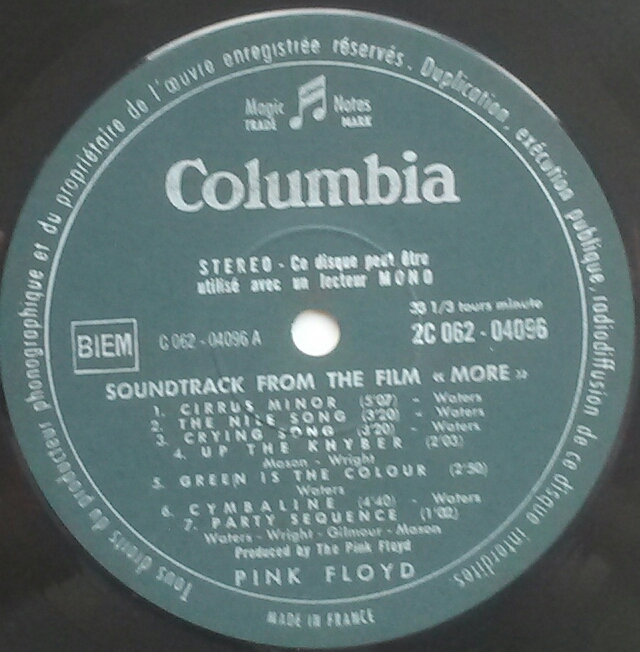 Tous droits du producteur phonographique et du propriétaire de l'œuvre enregistrée réservés. Duplication, exécution publique, radiodiffusion de ce disque interdites.
Magic Notes
TRADE MARK
Columbia
STEREO - Ce disque peut être
utilisé avec un lecteur MONO
33 1/3 tours minute
BIEM C 062 - 04096 A 2C 062 - 04096
SOUNDTRACK FROM THE FILM « MORE »
1. CIRRUS MINOR (5'07) - Waters
2. THE NILE SONG (3'20) - Waters
3. CRYING SONG (3'20) - Waters
4. UP THE KHYBER (2'03)
Mason - Wright
5. GREEN IS THE COLOUR (2'50)
Waters
6. CYMBALINE (4'40) - Waters
7. PARTY SEQUENCE (1'02)
Waters - Wright - Gilmour - Mason
Produced by The Pink Floyd
PINK FLOYD
MADE IN FRANCE